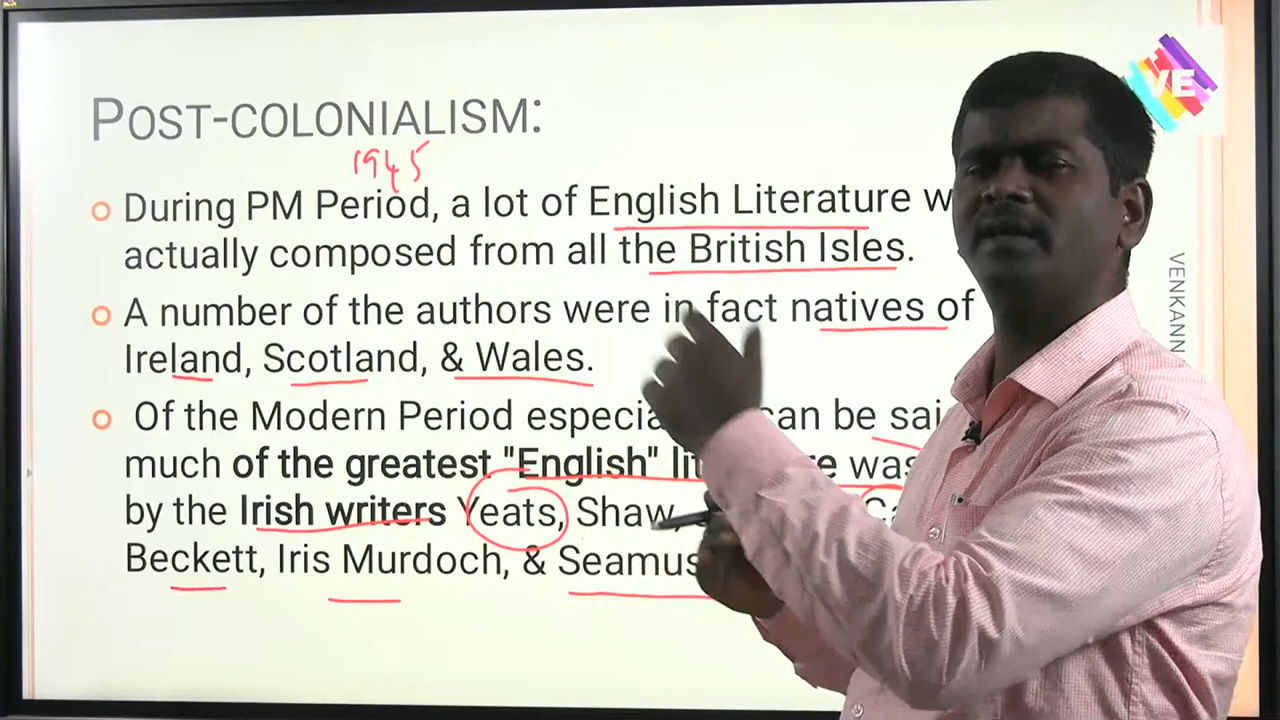 POST-COLONIALISM:
1945
During PM Period, a lot of English Literature
actually composed from all the British Isles.
A number of the authors were in fact natives of
Ireland, Scotland, & Wales.
Of the Modern Period can be
much of the greatest "English" was
by the Irish writers Yeats, Shaw,
Beckett, Iris Murdoch, & Seamus
VE
VENKANN